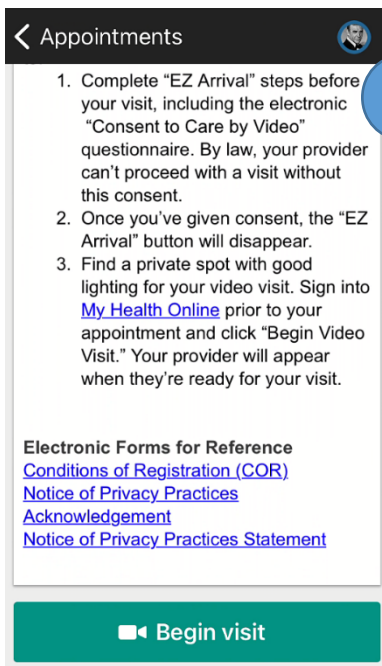 Appointments
1. Complete “EZ Arrival” steps before
your visit, including the electronic
“Consent to Care by Video”
questionnaire. By law, your provider
can’t proceed with a visit without
this consent.
2. Once you’ve given consent, the “EZ
Arrival” button will disappear.
3. Find a private spot with good
lighting for your video visit. Sign into
My Health Online prior to your
appointment and click “Begin Video
Visit.” Your provider will appear
when they’re ready for your visit.
Electronic Forms for Reference
Conditions of Registration (COR)
Notice of Privacy Practices
Acknowledgement
Notice of Privacy Practices Statement
Begin visit